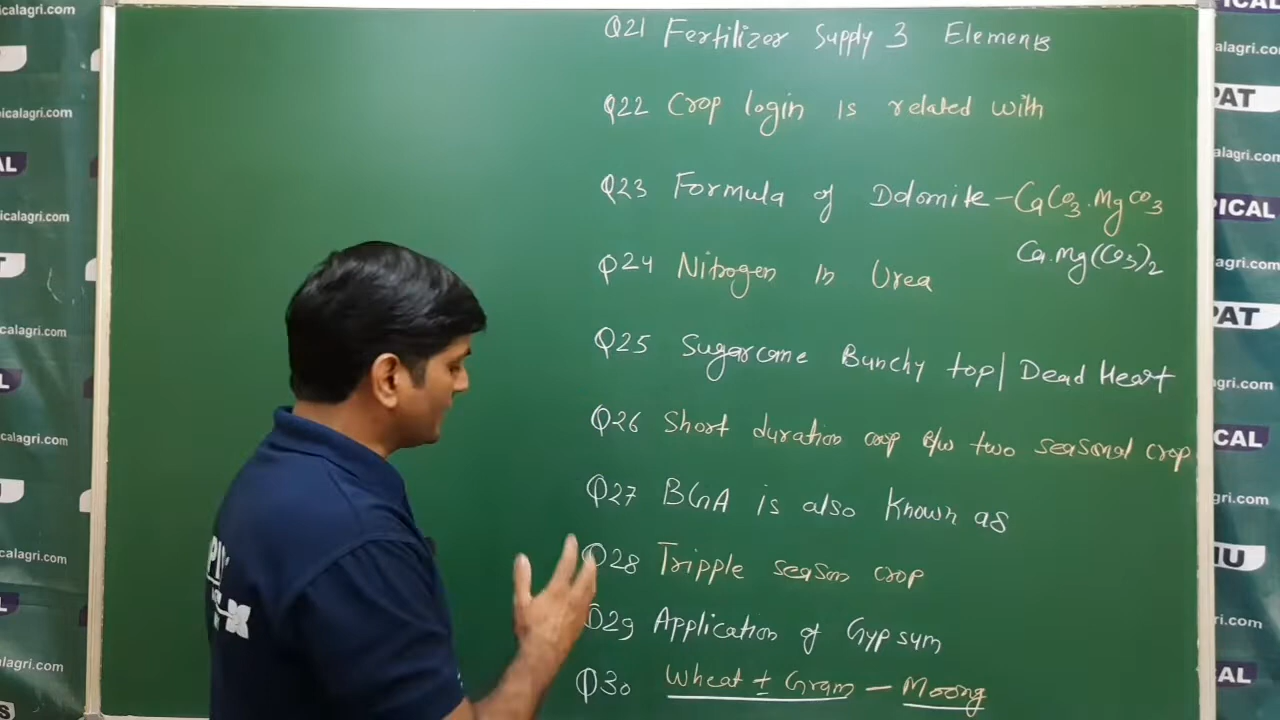 Q21 Fertilizer Supply 3 Elements
Q22 Crop login is related with
Q23 Formula of Dolomite - CaCo3.Mgco3
Ca.Mg(Co3)2
Q24 Nitrogen in Urea
Q25 Sugarcane Bunchy top | Dead Heart
Q26 Short duration crop B/w two seasonal crop
Q27 BGA is also Known as
Q28 Tripple season crop
Q29 Application of Gypsum
Q30 Wheat ± Gram - Moong